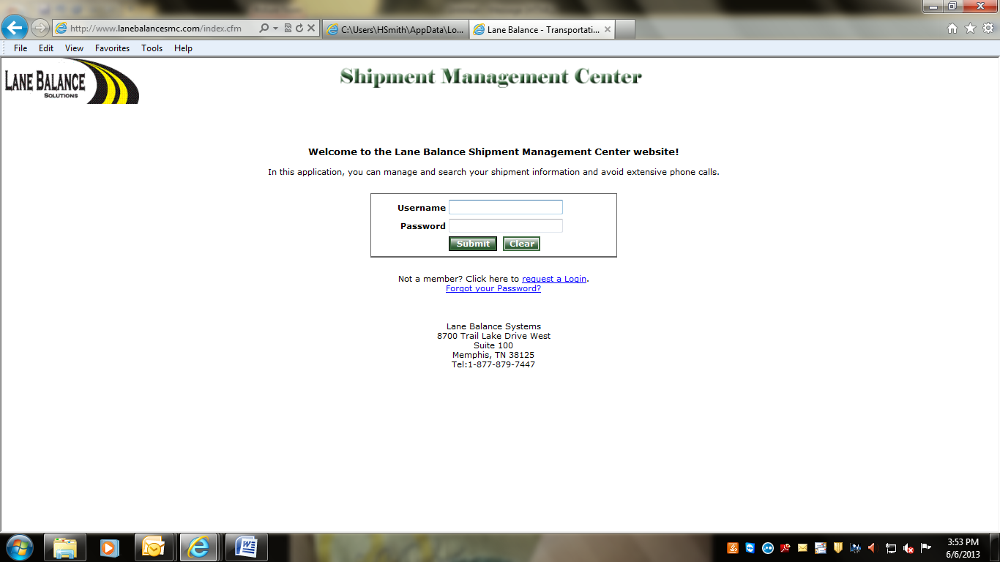 http://www.lanebalancesmc.com/index.cfm
C:\Users\HSmith\AppData\Lo...
Lane Balance - Transportati...
File Edit View Favorites Tools Help
LANE BALANCE
SOLUTIONS
Shipment Management Center
Welcome to the Lane Balance Shipment Management Center website!
In this application, you can manage and search your shipment information and avoid extensive phone calls.
Username
Password
Submit Clear
Not a member? Click here to request a Login.
Forgot your Password?
Lane Balance Systems
8700 Trail Lake Drive West
Suite 100
Memphis, TN 38125
Tel:1-877-879-7447
3:53 PM
6/6/2013